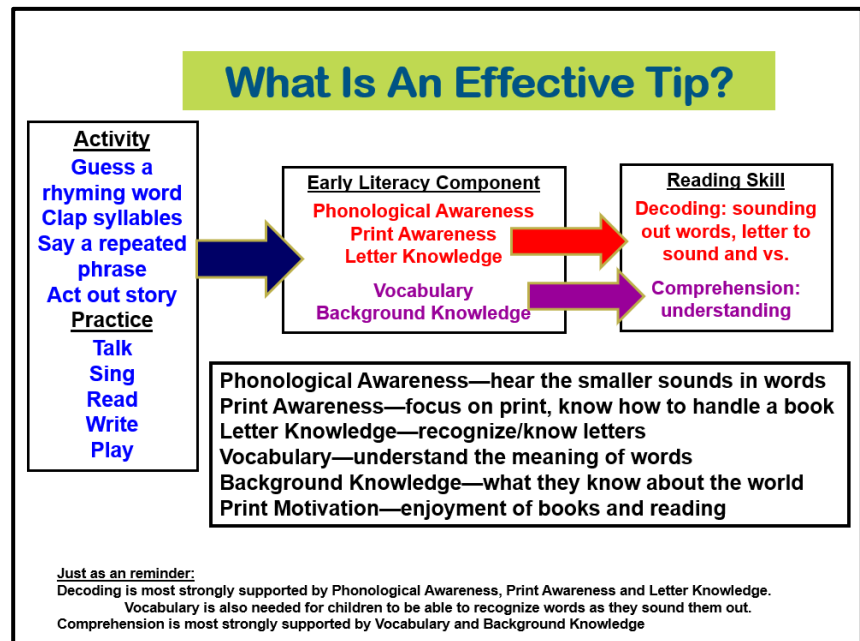 What Is An Effective Tip?
Activity
Guess a
rhyming word
Clap syllables
Say a repeated
phrase
Act out story
Practice
Talk
Sing
Read
Write
Play
Early Literacy Component
Phonological Awareness
Print Awareness
Letter Knowledge
Vocabulary
Background Knowledge
Reading Skill
Decoding: sounding
out words, letter to
sound and vs.
Comprehension:
understanding
Phonological Awareness—hear the smaller sounds in words
Print Awareness—focus on print, know how to handle a book
Letter Knowledge—recognize/know letters
Vocabulary—understand the meaning of words
Background Knowledge—what they know about the world
Print Motivation—enjoyment of books and reading
Just as an reminder:
Decoding is most strongly supported by Phonological Awareness, Print Awareness and Letter Knowledge.
Vocabulary is also needed for children to be able to recognize words as they sound them out.
Comprehension is most strongly supported by Vocabulary and Background Knowledge